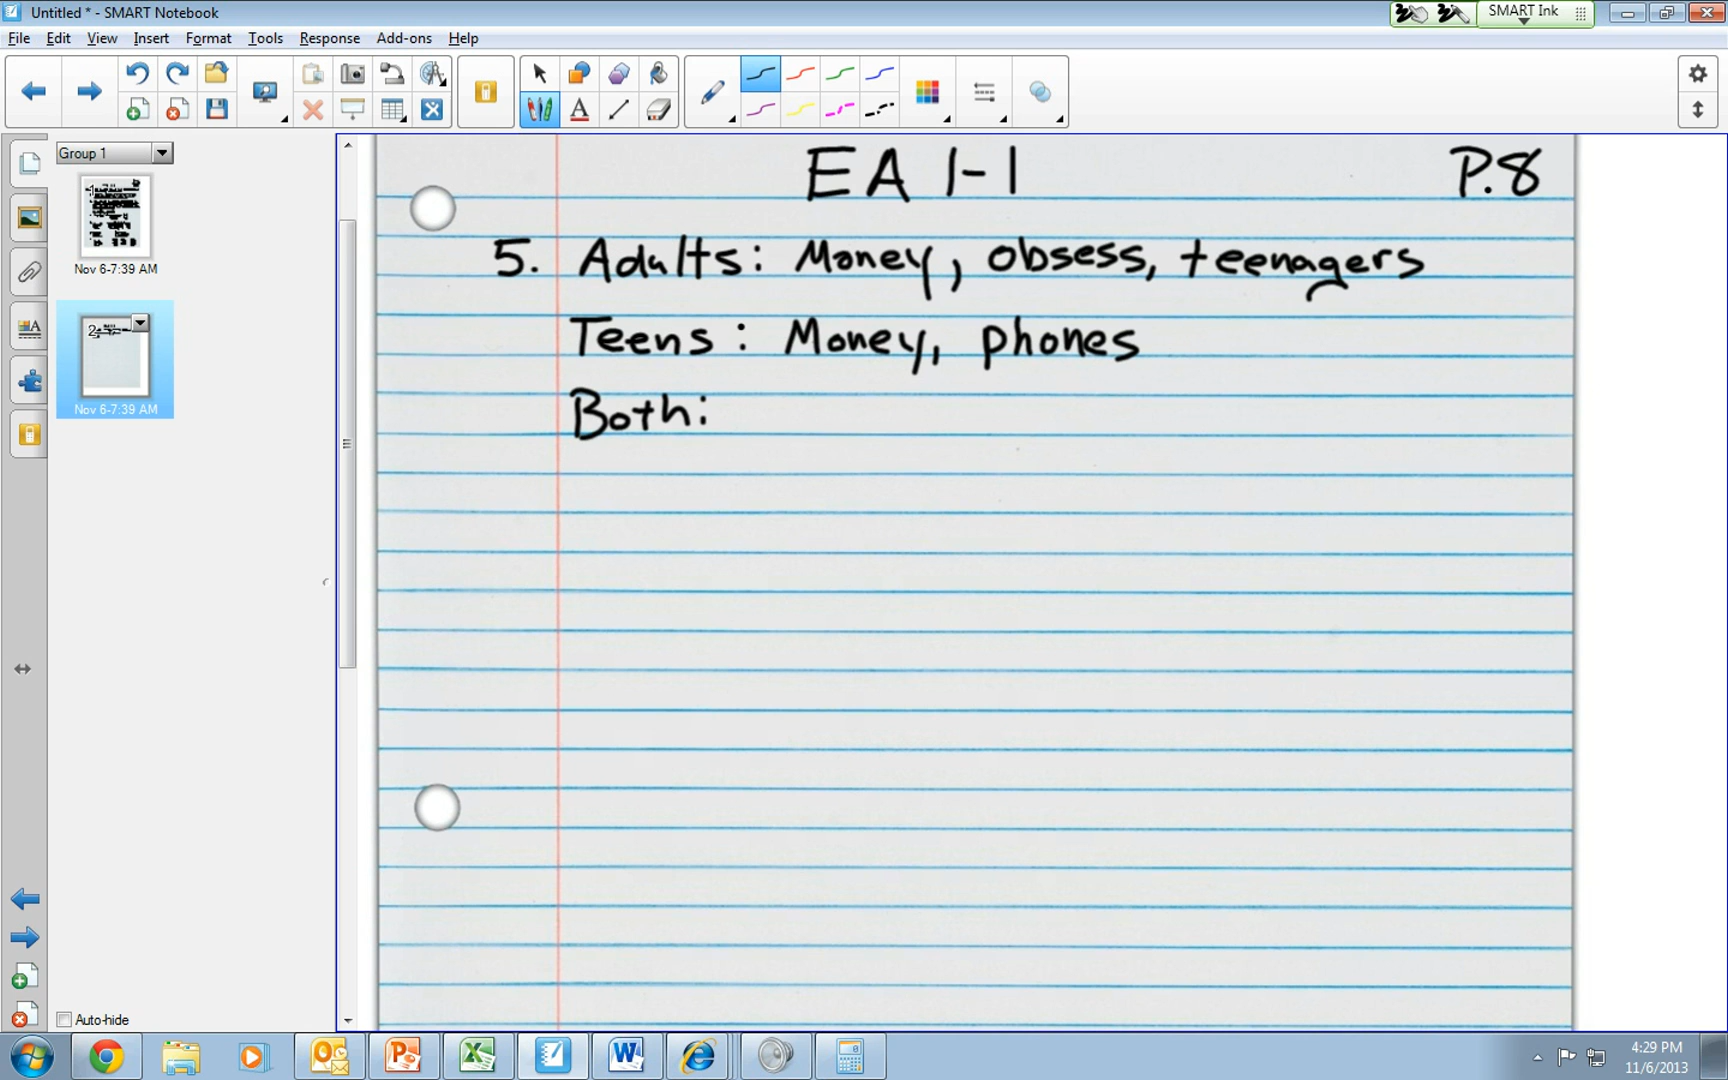 Untitled * - SMART Notebook
SMART Ink
File Edit View Insert Format Tools Response Add-ons Help
Group 1
Nov 6-7:39 AM
Nov 6-7:39 AM
Auto-hide
EA 1-1 P.8
5. Adults: Money, obsess, teenagers
Teens: Money, phones
Both:
4:29 PM
11/6/2013